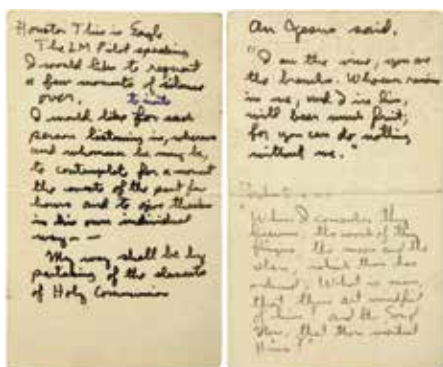 Houston This is Eagle
The LM Pilot speaking
I would like to request
a few moments of silence
over. to invite
I would like for each
person listening in, wherever
and whomever he may be,
to contemplate for a moment
the events of the past few
hours and to give thanks
in his own individual
way --
My way shall be by
partaking of the elements
of Holy Communion
As Jesus said,
"I am the vine, you are
the branches. Whoever remains
in me, and I in him,
will bear much fruit;
for you can do nothing
without me."
"When I consider thy
heavens, the work of thy
fingers, the moon and the
stars, which thou has
ordained; What is man,
that thou art mindful
of him? and the Son of
Man, that thou visitest
Him?"